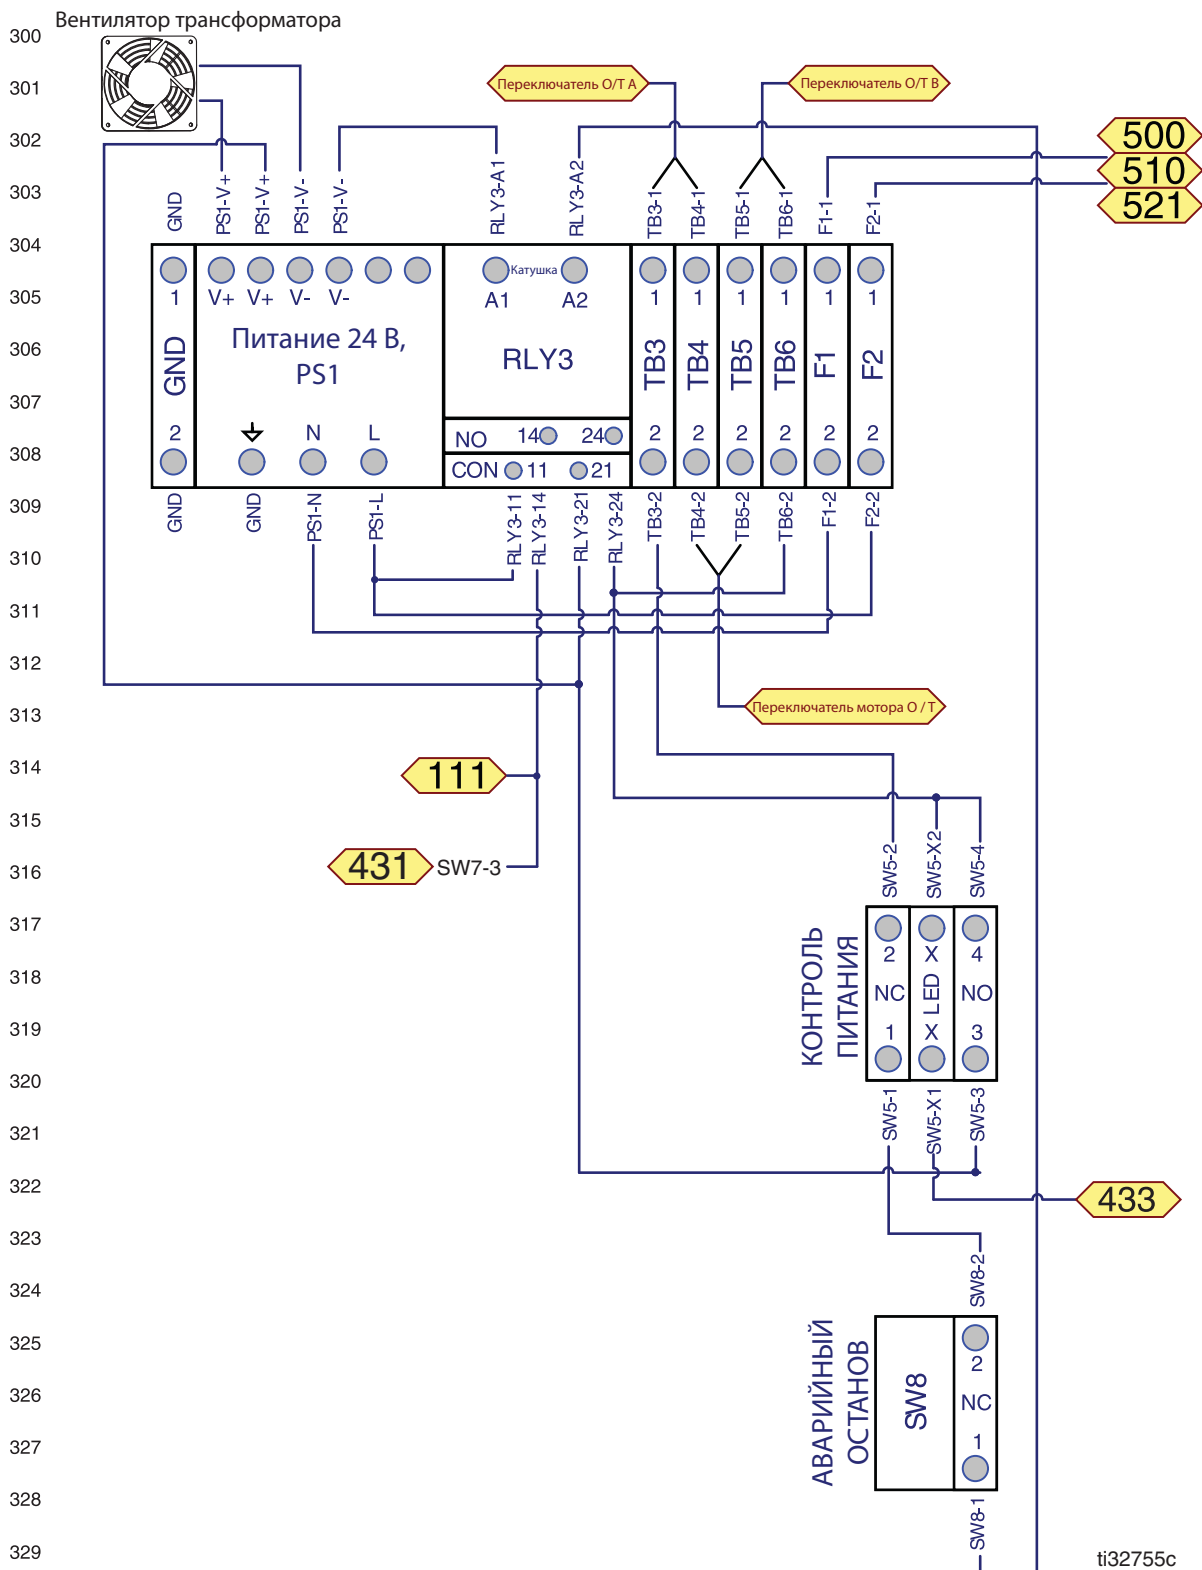 Вентилятор трансформатора
300
301
302
303
304
305
306
307
308
309
310
311
312
313
314
315
316
317
318
319
320
321
322
323
324
325
326
327
328
329
Переключатель О/Т A
Переключатель О/Т B
500
510
521
GND
PS1-V+
PS1-V+
PS1-V-
PS1-V-
RLY3-A1
RLY3-A2
TB3-1
TB4-1
TB5-1
TB6-1
F1-1
F2-1
Катушка
1
V+
V+
V-
V-
A1
A2
1
1
1
1
1
1
GND
Питание 24 В,
PS1
RLY3
TB3
TB4
TB5
TB6
F1
F2
2
N
L
NO
14
24
2
2
2
2
2
2
CON
11
21
GND
GND
PS1-N
PS1-L
RLY3-11
RLY3-14
RLY3-21
RLY3-24
TB3-2
TB4-2
TB5-2
TB6-2
F1-2
F2-2
Переключатель мотора О / Т
111
431
SW7-3
SW5-2
SW5-X2
SW5-4
КОНТРОЛЬ
ПИТАНИЯ
2
X
4
NC
LED
NO
1
X
3
SW5-1
SW5-X1
SW5-3
433
SW8-2
АВАРИЙНЫЙ
ОСТАНОВ
SW8
2
NC
1
SW8-1
ti32755c